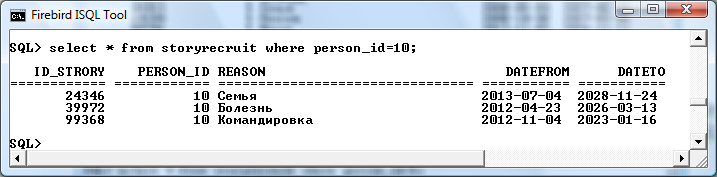 Firebird ISQL Tool
SQL> select * from storyrecruit where person_id=10;
ID_STRORY PERSON_ID REASON DATEFROM DATETO
============ ============ ============================== =========== ===========
24346 10 Семья 2013-07-04 2028-11-24
39972 10 Болезнь 2012-04-23 2026-03-13
99368 10 Командировка 2012-11-04 2023-01-16
SQL>